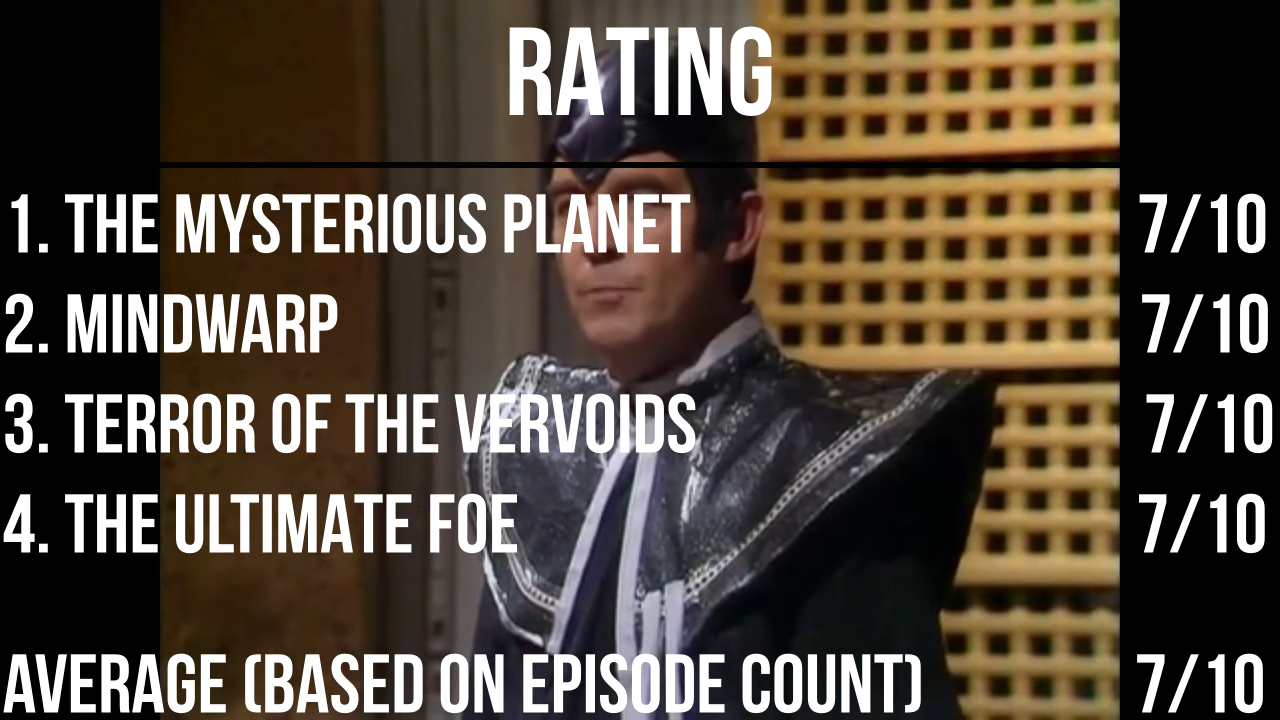 RATING
1. THE MYSTERIOUS PLANET 7/10
2. MINDWARP 7/10
3. TERROR OF THE VERVOIDS 7/10
4. THE ULTIMATE FOE 7/10
AVERAGE (BASED ON EPISODE COUNT) 7/10